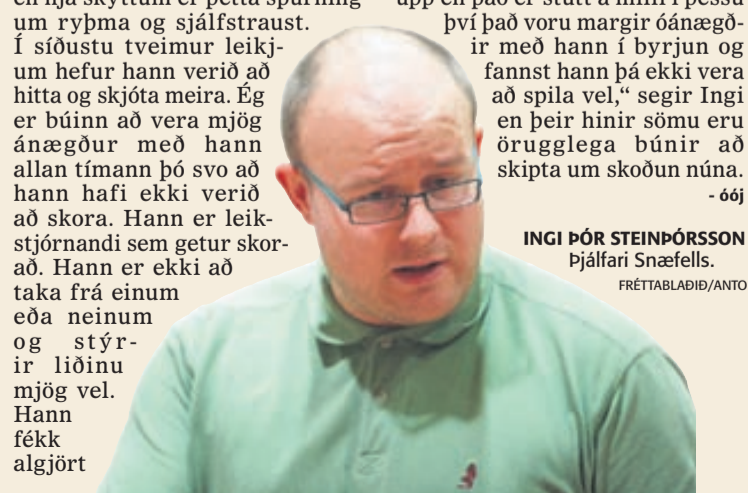 en hjá skyttum er þetta spurning
um ryþma og sjálfstraust.
Í síðustu tveimur leikj-
um hefur hann verið að
hitta og skjóta meira. Ég
er búinn að vera mjög
ánægður með hann
allan tímann þó svo að
hann hafi ekki verið
að skora. Hann er leik-
stjórnandi sem getur skor-
að. Hann er ekki að
taka frá einum
eða neinum
og stýr-
ir liðinu
mjög vel.
Hann
fékk
algjört
upp en það er stutt á milli í þessu
því það voru margir óánægð-
ir með hann í byrjun og
fannst hann þá ekki vera
að spila vel,“ segir Ingi
en þeir hinir sömu eru
örugglega búnir að
skipta um skoðun núna.
- óój
INGI ÞÓR STEINÞÓRSSON
Þjálfari Snæfells.
FRÉTTABLAÐIÐ/ANTO